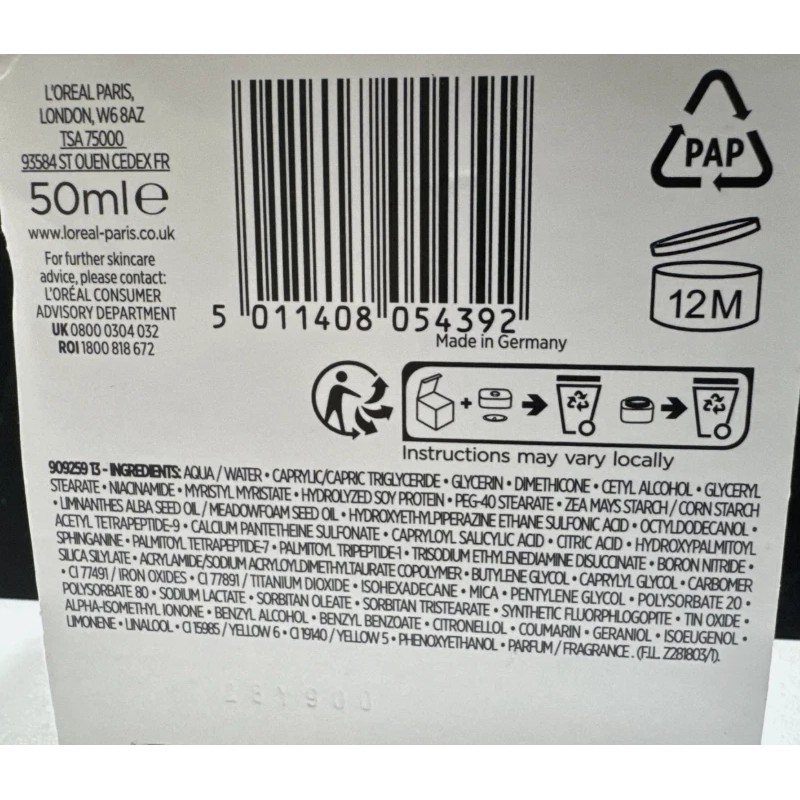 L'OREAL PARIS,
LONDON, W6 8AZ
TSA 75000
93584 ST OUEN CEDEX FR
50ml℮
www.loreal-paris.co.uk
For further skincare
advice, please contact:
L'ORÉAL CONSUMER
ADVISORY DEPARTMENT
UK 0800 0304 032
ROI 1800 818 672
5 011408 054392
Made in Germany
PAP
12M
Instructions may vary locally
909259 13 - INGREDIENTS: AQUA / WATER • CAPRYLIC/CAPRIC TRIGLYCERIDE • GLYCERIN • DIMETHICONE • CETYL ALCOHOL • GLYCERYL
STEARATE • NIACINAMIDE • MYRISTYL MYRISTATE • HYDROLYZED SOY PROTEIN • PEG-40 STEARATE • ZEA MAYS STARCH / CORN STARCH
• LIMNANTHES ALBA SEED OIL / MEADOWFOAM SEED OIL • HYDROXYETHYLPIPERAZINE ETHANE SULFONIC ACID • OCTYLDODECANOL •
ACETYL TETRAPEPTIDE-9 • CALCIUM PANTETHEINE SULFONATE • CAPRYLOYL SALICYLIC ACID • CITRIC ACID • HYDROXYPALMITOYL
SPHINGANINE • PALMITOYL TETRAPEPTIDE-7 • PALMITOYL TRIPEPTIDE-1 • TRISODIUM ETHYLENEDIAMINE DISUCCINATE • BORON NITRIDE •
SILICA SILYLATE • ACRYLAMIDE/SODIUM ACRYLOYLDIMETHYLTAURATE COPOLYMER • BUTYLENE GLYCOL • CAPRYLYL GLYCOL • CARBOMER
• CI 77491 / IRON OXIDES • CI 77891 / TITANIUM DIOXIDE • ISOHEXADECANE • MICA • PENTYLENE GLYCOL • POLYSORBATE 20 •
POLYSORBATE 80 • SODIUM LACTATE • SORBITAN OLEATE • SORBITAN TRISTEARATE • SYNTHETIC FLUORPHLOGOPITE • TIN OXIDE •
ALPHA-ISOMETHYL IONONE • BENZYL ALCOHOL • BENZYL BENZOATE • CITRONELLOL • COUMARIN • GERANIOL • ISOEUGENOL •
LIMONENE • LINALOOL • CI 15985 / YELLOW 6 • CI 19140 / YELLOW 5 • PHENOXYETHANOL • PARFUM / FRAGRANCE . (F.I.L. Z281803/1).